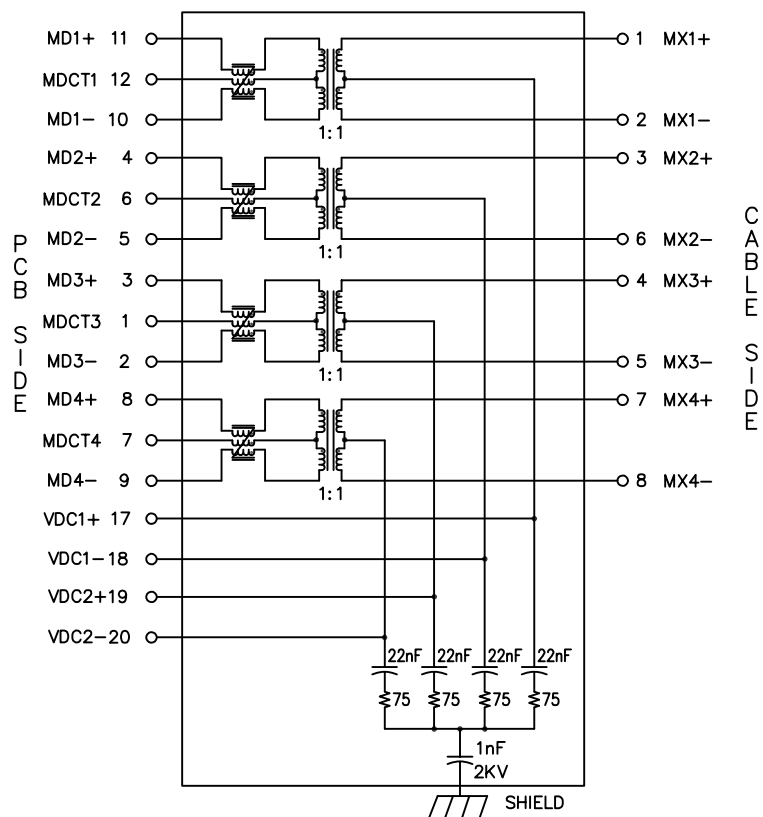 MD1+ 11
1 MX1+
MDCT1 12
MD1- 10
2 MX1-
1:1
MD2+ 4
3 MX2+
MDCT2 6
MD2- 5
6 MX2-
1:1
MD3+ 3
4 MX3+
MDCT3 1
MD3- 2
5 MX3-
1:1
MD4+ 8
7 MX4+
MDCT4 7
MD4- 9
8 MX4-
1:1
VDC1+ 17
VDC1- 18
VDC2+ 19
VDC2- 20
22nF 22nF 22nF 22nF
75 75 75 75
1nF
2KV
SHIELD
PCB SIDE
CABLE SIDE